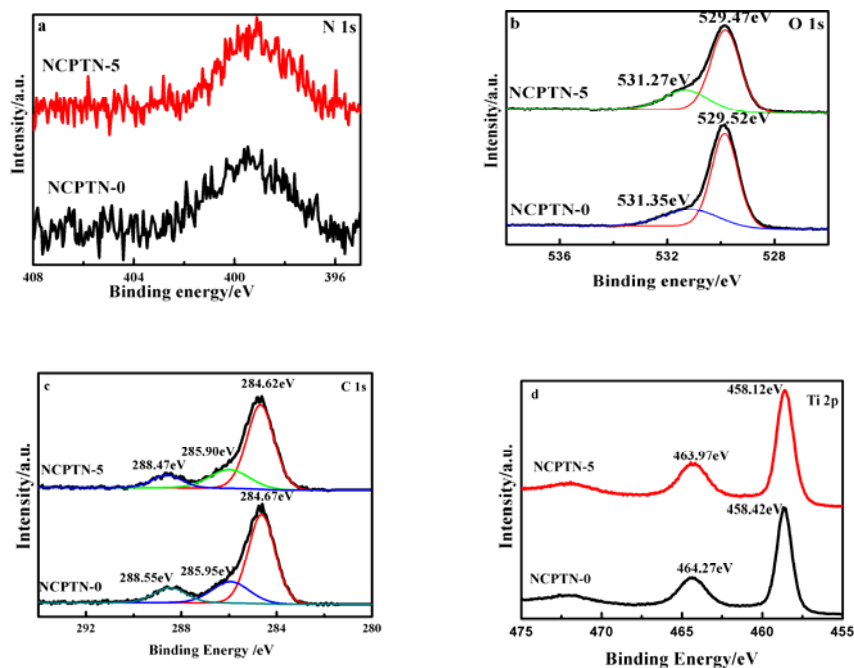 a
N 1s
NCPTN-5
NCPTN-0
Intensity/a.u.
408
404
400
396
Binding energy/eV
b
529.47eV
O 1s
531.27eV
NCPTN-5
529.52eV
531.35eV
NCPTN-0
Intensity/a.u.
536
532
528
Binding energy/eV
c
284.62eV
C 1s
285.90eV
288.47eV
NCPTN-5
284.67eV
285.95eV
288.55eV
NCPTN-0
Intensity/a.u.
292
288
284
280
Binding Energy /eV
d
458.12eV
Ti 2p
463.97eV
NCPTN-5
458.42eV
464.27eV
NCPTN-0
Intensity/a.u.
475
470
465
460
455
Binding Energy/eV